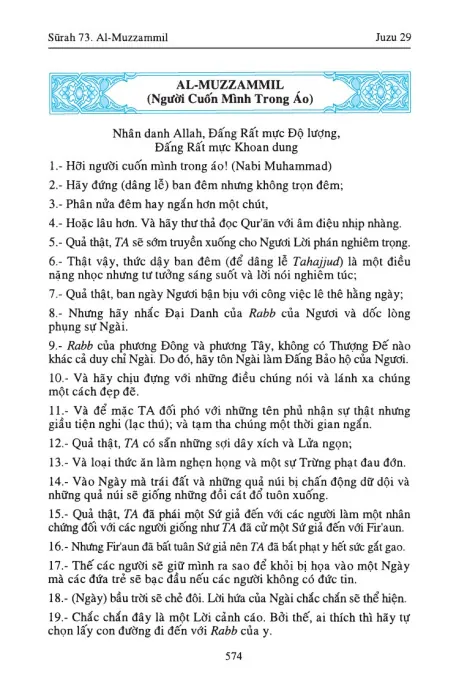 Sūrah 73. Al-Muzzammil
Juzu 29
AL-MUZZAMMIL
(Người Cuốn Mình Trong Áo)
Nhân danh Allah, Đấng Rất mực Độ lượng,
Đấng Rất mực Khoan dung
1.- Hỡi người cuốn mình trong áo! (Nabi Muhammad)
2.- Hãy đứng (dâng lễ) ban đêm nhưng không trọn đêm;
3.- Phân nửa đêm hay ngắn hơn một chút,
4.- Hoặc lâu hơn. Và hãy thư thả đọc Qur'ān với âm điệu nhịp nhàng.
5.- Quả thật, TA sẽ sớm truyền xuống cho Ngươi Lời phán nghiêm trọng.
6.- Thật vậy, thức dậy ban đêm (để dâng lễ Tahajjud) là một điều
nặng nhọc nhưng tư tưởng sáng suốt và lời nói nghiêm túc;
7.- Quả thật, ban ngày Ngươi bận bịu với công việc lê thê hằng ngày;
8.- Nhưng hãy nhắc Đại Danh của Rabb của Ngươi và dốc lòng
phụng sự Ngài.
9.- Rabb của phương Đông và phương Tây, không có Thượng Đế nào
khác cả duy chỉ Ngài. Do đó, hãy tôn Ngài làm Đấng Bảo hộ của Ngươi.
10.- Và hãy chịu đựng với những điều chúng nói và lánh xa chúng
một cách đẹp đẽ.
11.- Và để mặc TA đối phó với những tên phủ nhận sự thật nhưng
giầu tiện nghi (lạc thú); và tạm tha chúng một thời gian ngắn.
12.- Quả thật, TA có sẵn những sợi dây xích và Lửa ngọn;
13.- Và loại thức ăn làm nghẹn họng và một sự Trừng phạt đau đớn.
14.- Vào Ngày mà trái đất và những quả núi bị chấn động dữ dội và
những quả núi sẽ giống những đồi cát đổ tuôn xuống.
15.- Quả thật, TA đã phái một Sứ giả đến với các người làm một nhân
chứng đối với các người giống như TA đã cử một Sứ giả đến với Fir'aun.
16.- Nhưng Fir'aun đã bất tuân Sứ giả nên TA đã bắt phạt y hết sức gắt gao.
17.- Thế các người sẽ giữ mình ra sao để khỏi bị họa vào một Ngày
mà các đứa trẻ sẽ bạc đầu nếu các người không có đức tin.
18.- (Ngày) bầu trời sẽ chẻ đôi. Lời hứa của Ngài chắc chắn sẽ thể hiện.
19.- Chắc chắn đây là một Lời cảnh cáo. Bởi thế, ai thích thì hãy tự
chọn lấy con đường đi đến với Rabb của y.
574